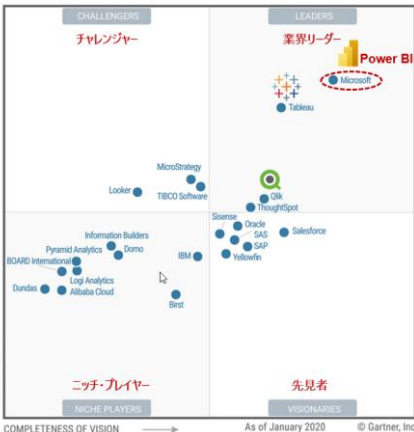 CHALLENGERS
LEADERS
チャレンジャー
業界リーダー
Power BI
Microsoft
Tableau
MicroStrategy
Looker
TIBCO Software
Qlik
ThoughtSpot
Sisense
Oracle
Salesforce
SAS
SAP
Yellowfin
Information Builders
Pyramid Analytics
Domo
BOARD International
IBM
Logi Analytics
Dundas
Alibaba Cloud
Birst
ニッチ・プレイヤー
先見者
NICHE PLAYERS
VISIONARIES
COMPLETENESS OF VISION
As of January 2020
© Gartner, Inc